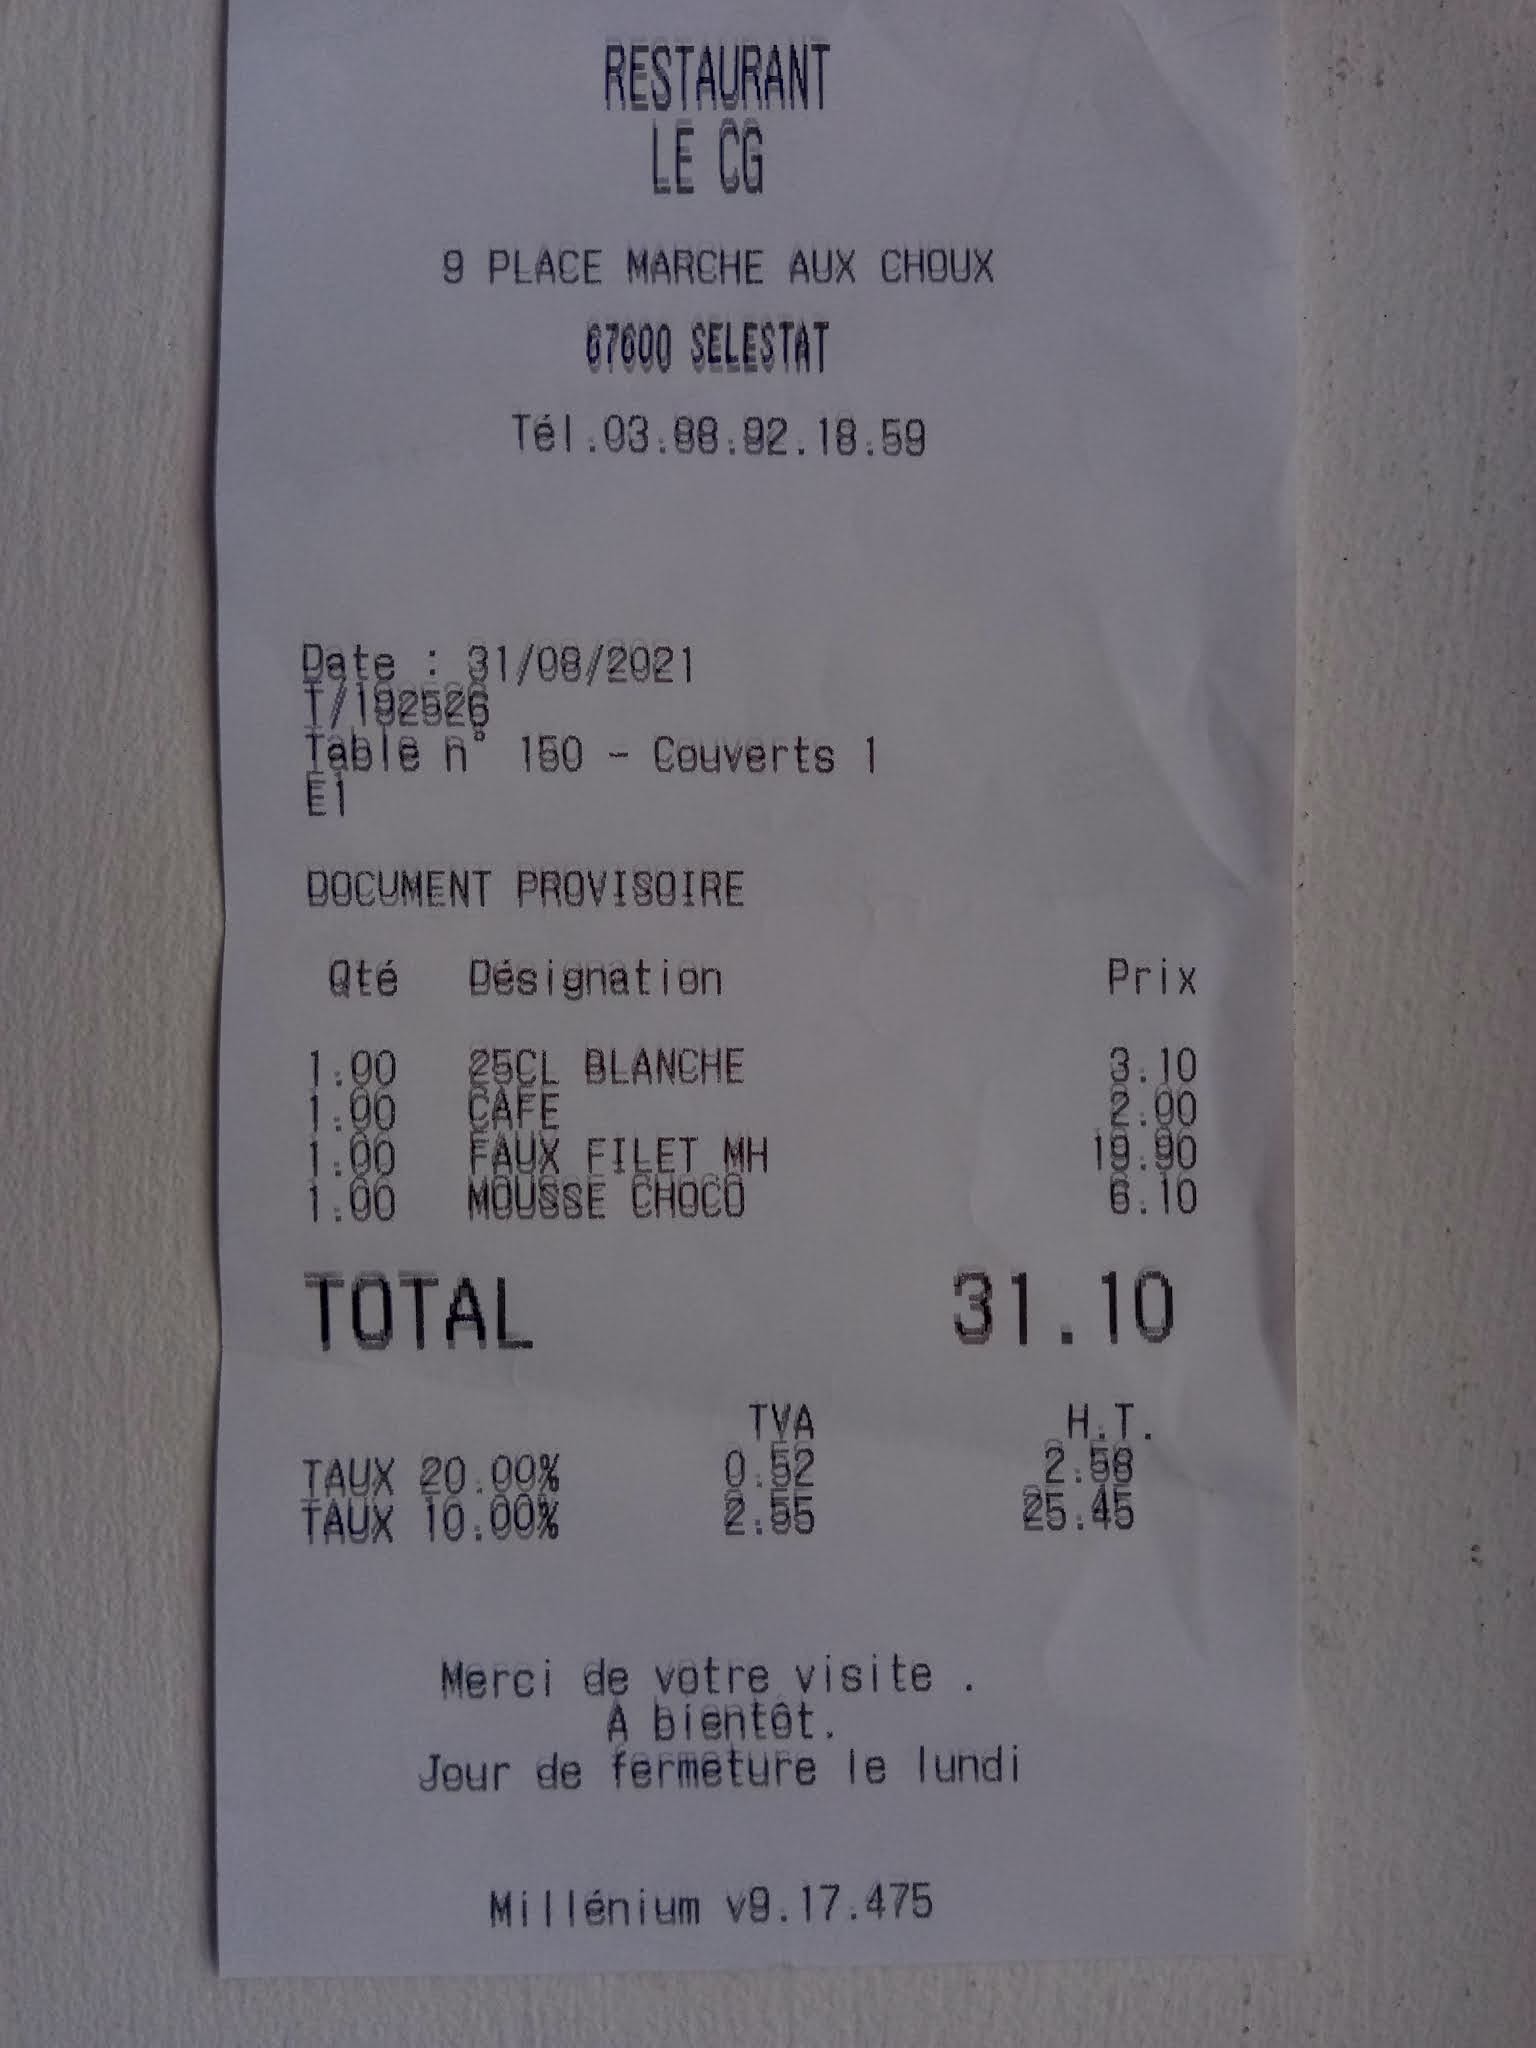 RESTAURANT
LE CG
9 PLACE MARCHE AUX CHOUX
67600 SELESTAT
Tél.03.88.92.18.59
Date : 31/08/2021
T/192526
Table n° 150 - Couverts 1
E1
DOCUMENT PROVISOIRE
Qté Désignation Prix
1.00 25CL BLANCHE 3.10
1.00 CAFE 2.00
1.00 FAUX FILET MH 19.90
1.00 MOUSSE CHOCO 6.10
TOTAL 31.10
TVA H.T.
TAUX 20.00% 0.52 2.58
TAUX 10.00% 2.55 25.45
Merci de votre visite .
A bientôt.
Jour de fermeture le lundi
Millénium v9.17.475